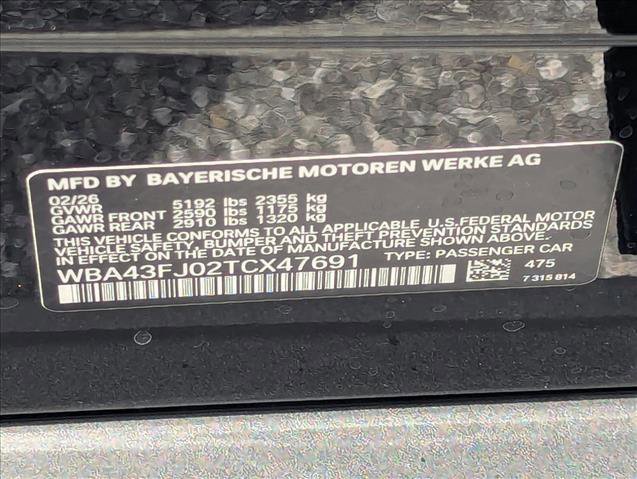 MFD BY BAYERISCHE MOTOREN WERKE AG
02/26
GVWR 5192 lbs 2355 kg
GAWR FRONT 2590 lbs 1175 kg
GAWR REAR 2910 lbs 1320 kg
THIS VEHICLE CONFORMS TO ALL APPLICABLE U.S.FEDERAL MOTOR
VEHICLE SAFETY, BUMPER AND THEFT PREVENTION STANDARDS
IN EFFECT ON THE DATE OF MANUFACTURE SHOWN ABOVE.
WBA43FJ02TCX47691 TYPE: PASSENGER CAR
475
7 315 814